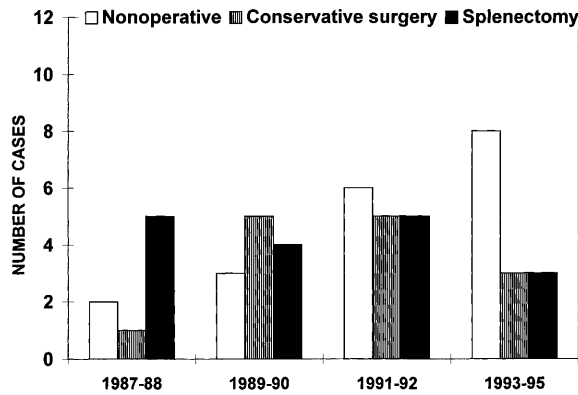 Nonoperative Conservative surgery Splenectomy
12
10
8
6
4
2
0
NUMBER OF CASES
1987-88 1989-90 1991-92 1993-95